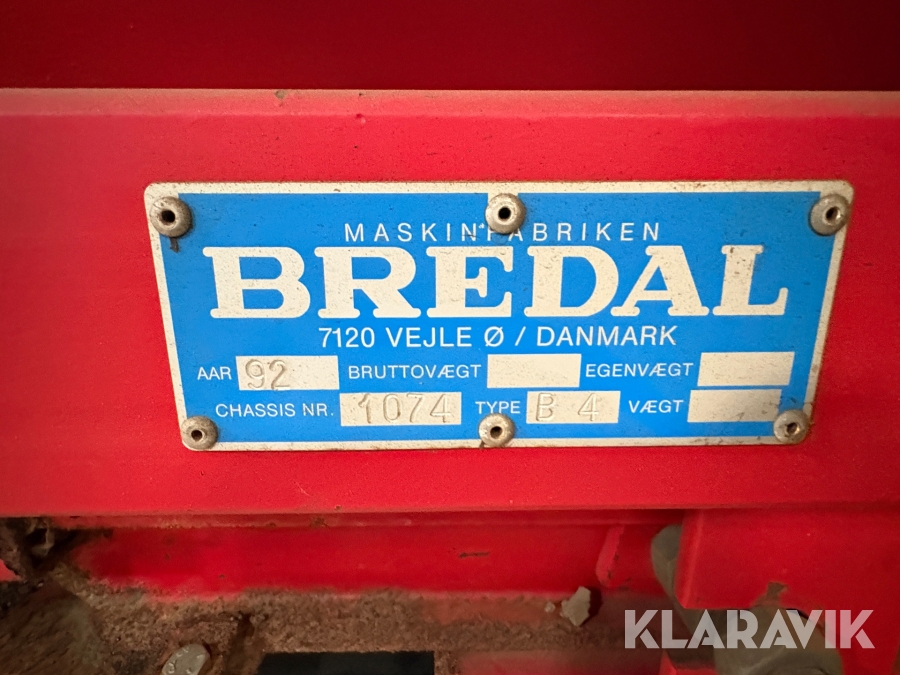 MASKINFABRIKEN
BREDAL
7120 VEJLE Ø / DANMARK
AAR 92 BRUTTOVÆGT EGENVÆGT
CHASSIS NR. 1074 TYPE B 4 VÆGT
KLARAVIK